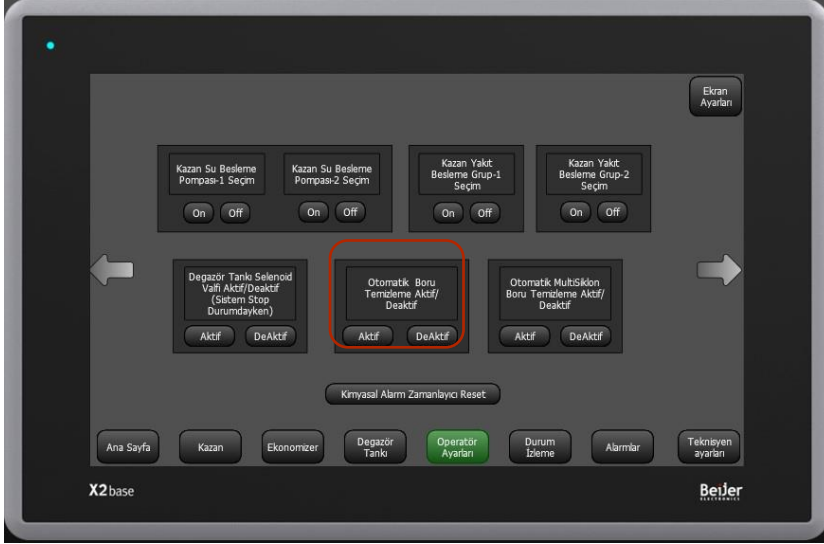 Ekran
Ayarları
Kazan Su Besleme
Pompası-1 Seçim
Kazan Su Besleme
Pompası-2 Seçim
Kazan Yakıt
Besleme Grup-1
Seçim
Kazan Yakıt
Besleme Grup-2
Seçim
On Off
On Off
On Off
On Off
Degazör Tankı Selenoid
Valfi Aktif/Deaktif
(Sistem Stop
Durumdayken)
Otomatik Boru
Temizleme Aktif/
Deaktif
Otomatik MultiSiklon
Boru Temizleme Aktif/
Deaktif
Aktif DeAktif
Aktif DeAktif
Aktif DeAktif
Kimyasal Alarm Zamanlayıcı Reset
Ana Sayfa
Kazan
Ekonomizer
Degazör
Tankı
Operatör
Ayarları
Durum
İzleme
Alarmlar
Teknisyen
ayarları
X2base
Beijer
ELECTRONICS